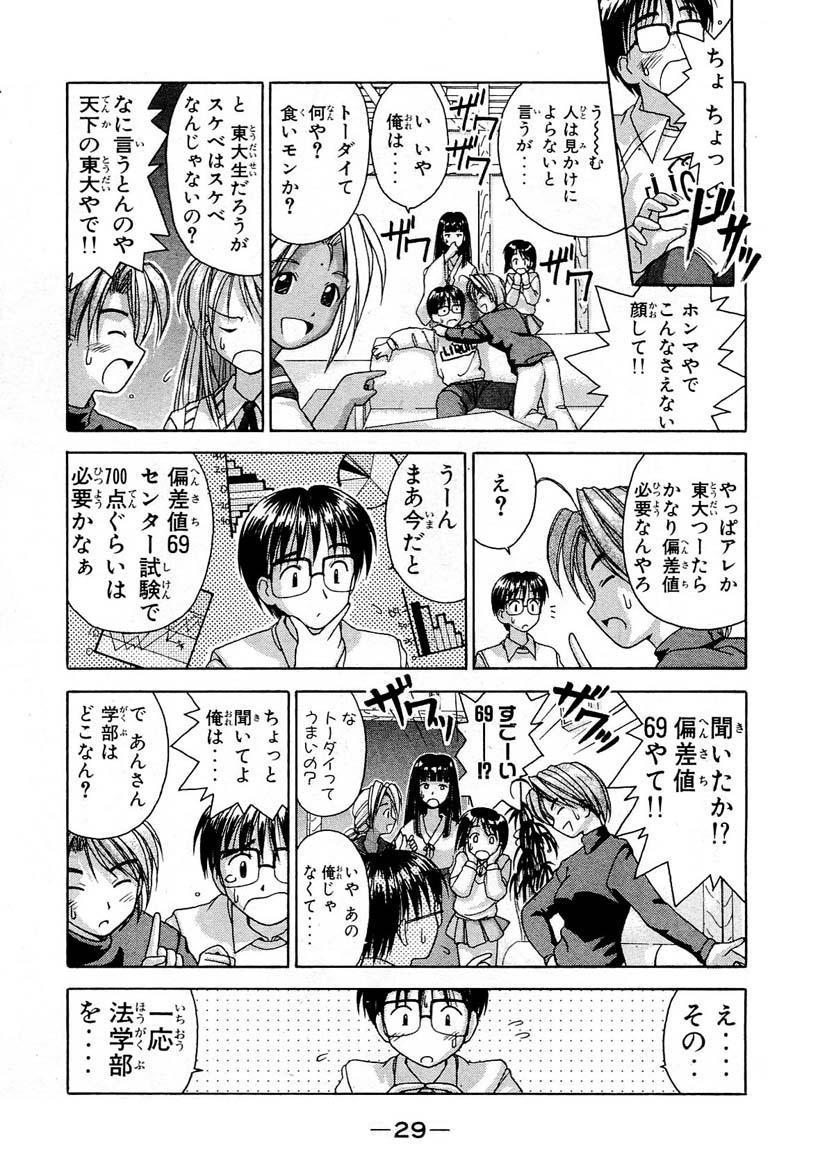 ちょ ちょっ
。
LIC
ドッ
ザワ
ホンマやで
こんなさえない
顔して!!
う〜〜む
人は見かけに
よらないと
言うが‥‥
ザワ
ザワ
い いや
俺は
‥‥
LIDDL
トーダイて
何や?
食いモンか?
と 東大生だろうが
スケベはスケベ
なんじゃないの?
なに言うとんのや
天下の東大やで!!
やっぱアレか
東大つーたら
かなり偏差値
必要なんやろ
え?
うーん
まあ今だと
偏差値69
センター試験で
700点ぐらいは
必要かなぁ
聞いたか!?
偏差値
69やて!!
ザワッ
すごーい
69――!?
ザワッ
な
トーダイって
うまいの?
いや あの
俺じゃ
なくて‥‥
ちょっと
聞いてよ
俺は‥‥
で あんさん
学部は
どこなん?
え‥‥
その‥‥
一応
法学部
を‥‥
—29—